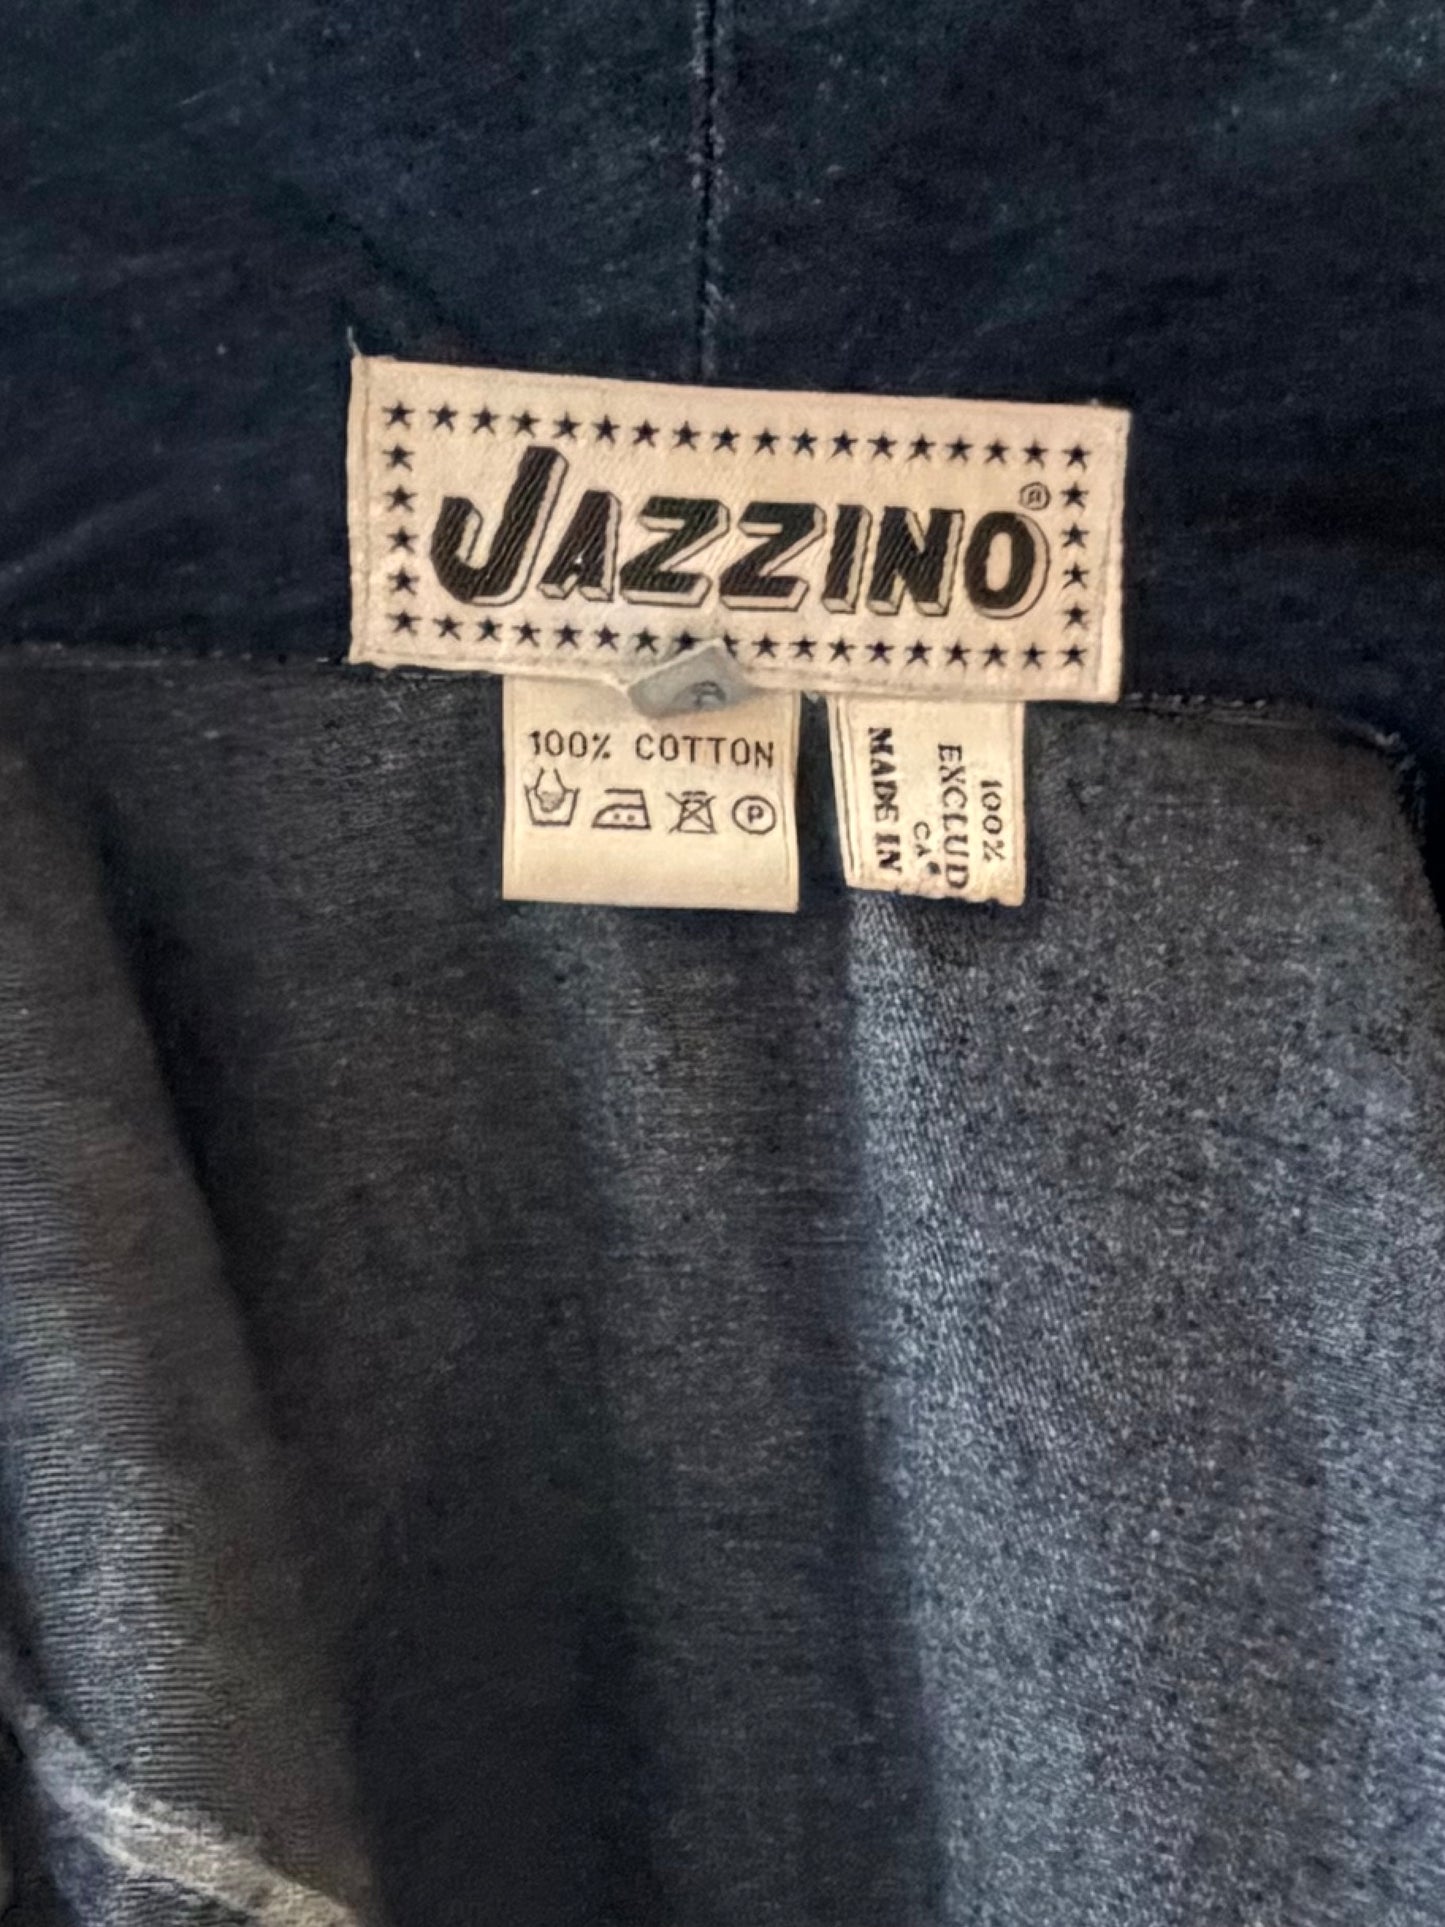 JAZZINO ®
100% COTTON
P
100%
EXCLUD
CA
MADE IN